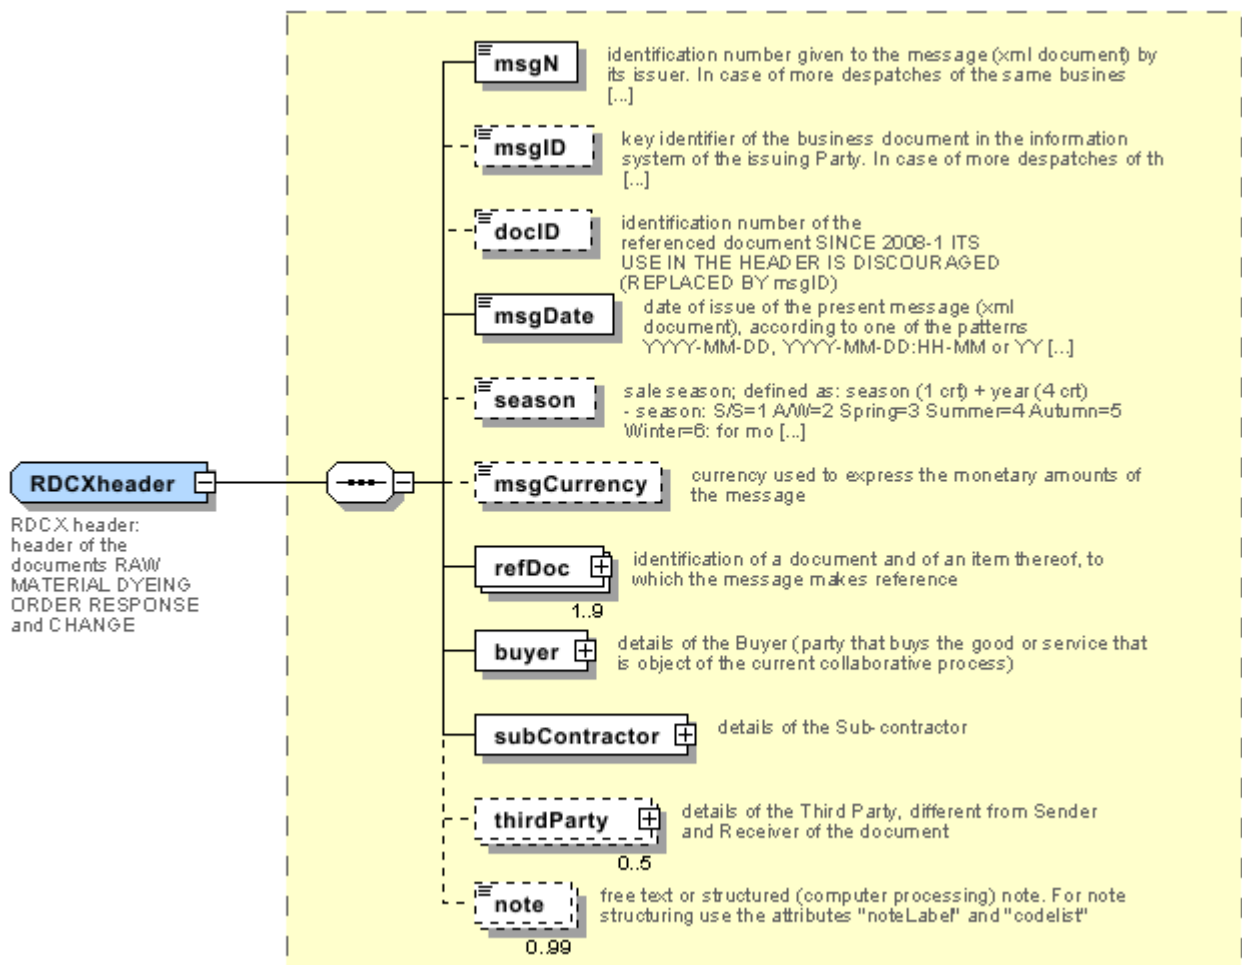 msgN
identification number given to the message (xml document) by
its issuer. In case of more despatches of the same busines
[...]
msgID
key identifier of the business document in the information
system of the issuing Party. In case of more despatches of th
[...]
docID
identification number of the
referenced document SINCE 2008-1 ITS
USE IN THE HEADER IS DISCOURAGED
(REPLACED BY msgID)
msgDate
date of issue of the present message (xml
document), according to one of the patterns
YYYY-MM-DD, YYYY-MM-DD:HH-MM or YY [...]
season
sale season; defined as: season (1 crt) + year (4 crt)
- season: S/S=1 A/W=2 Spring=3 Summer=4 Autumn=5
Winter=6: for mo [...]
RDCXheader
RDCX header:
header of the
documents RAW
MATERIAL DYEING
ORDER RESPONSE
and CHANGE
msgCurrency
currency used to express the monetary amounts of
the message
refDoc
1..9
identification of a document and of an item thereof, to
which the message makes reference
buyer
details of the Buyer (party that buys the good or service that
is object of the current collaborative process)
subContractor
details of the Sub-contractor
thirdParty
0..5
details of the Third Party, different from Sender
and Receiver of the document
note
0..99
free text or structured (computer processing) note. For note
structuring use the attributes "noteLabel" and "codelist"